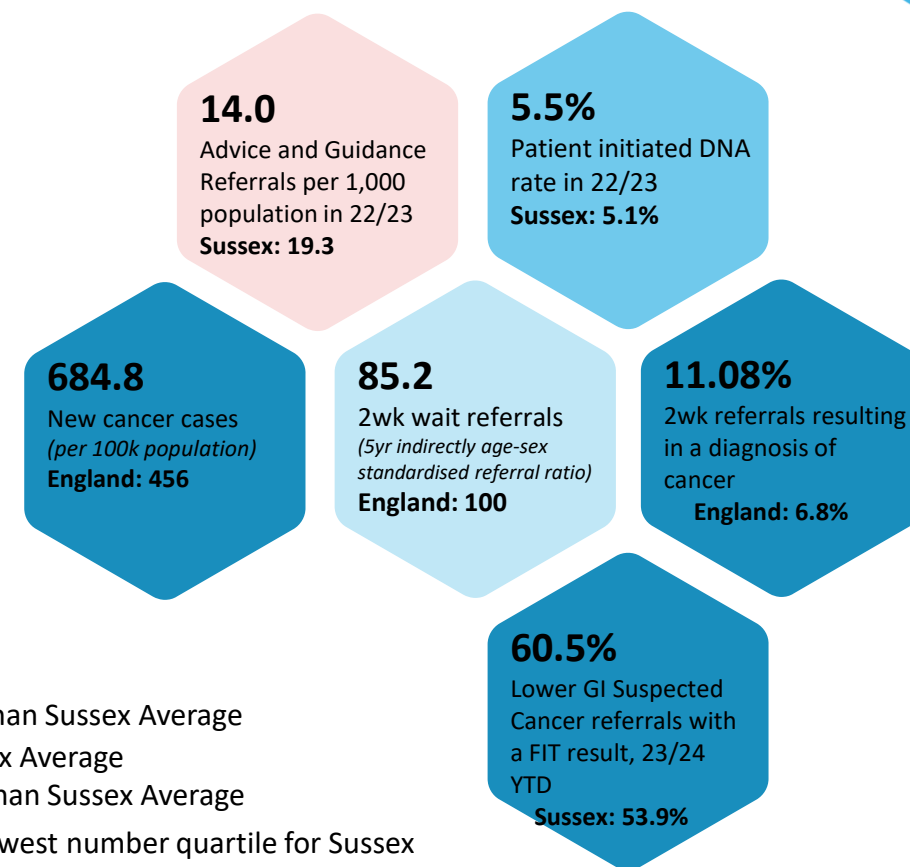 14.0
Advice and Guidance
Referrals per 1,000
population in 22/23
Sussex: 19.3
5.5%
Patient initiated DNA
rate in 22/23
Sussex: 5.1%
684.8
New cancer cases
(per 100k population)
England: 456
85.2
2wk wait referrals
(5yr indirectly age-sex
standardised referral ratio)
England: 100
11.08%
2wk referrals resulting
in a diagnosis of
cancer
England: 6.8%
60.5%
Lower GI Suspected
Cancer referrals with
a FIT result, 23/24
YTD
Sussex: 53.9%
Sussex Average
Average
Sussex Average
number quartile for Sussex